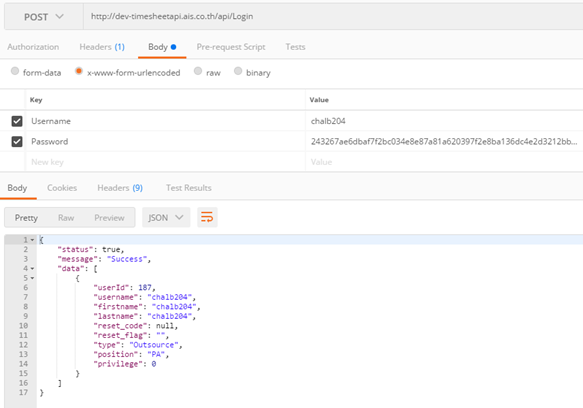 POST http://dev-timesheetapi.ais.co.th/api/Login
Authorization Headers (1) Body Pre-request Script Tests
form-data x-www-form-urlencoded raw binary
Key Value
Username chalb204
Password 243267ae6dbaf7f2bc034e8e87a81a620397f2e8ba136dc4e2d3212bb...
New key Value
Body Cookies Headers (9) Test Results
Pretty Raw Preview JSON
1 {
2 "status": true,
3 "message": "Success",
4 "data": [
5 {
6 "userId": 187,
7 "username": "chalb204",
8 "firstname": "chalb204",
9 "lastname": "chalb204",
10 "reset_code": null,
11 "reset_flag": "",
12 "type": "Outsource",
13 "position": "PA",
14 "privilege": 0
15 }
16 ]
17 }